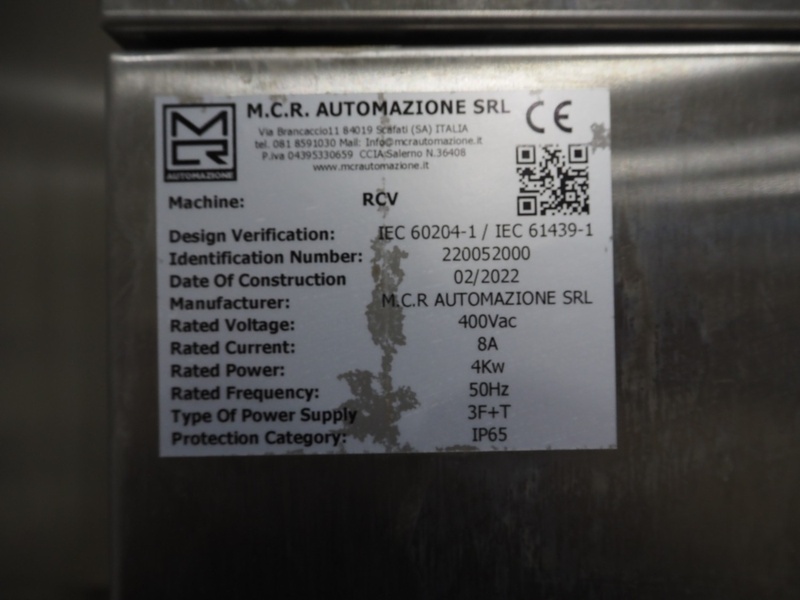 MCR
AUTOMAZIONE
M.C.R. AUTOMAZIONE SRL
CE
Via Brancaccio11 84019 Scafati (SA) ITALIA
tel. 081 8591030 Mail: Info@mcrautomazione.it
P.iva 04395330659 CCIA Salerno N.36408
www.mcrautomazione.it
Machine: RCV
Design Verification: IEC 60204-1 / IEC 61439-1
Identification Number: 220052000
Date Of Construction 02/2022
Manufacturer: M.C.R AUTOMAZIONE SRL
Rated Voltage: 400Vac
Rated Current: 8A
Rated Power: 4Kw
Rated Frequency: 50Hz
Type Of Power Supply 3F+T
Protection Category: IP65